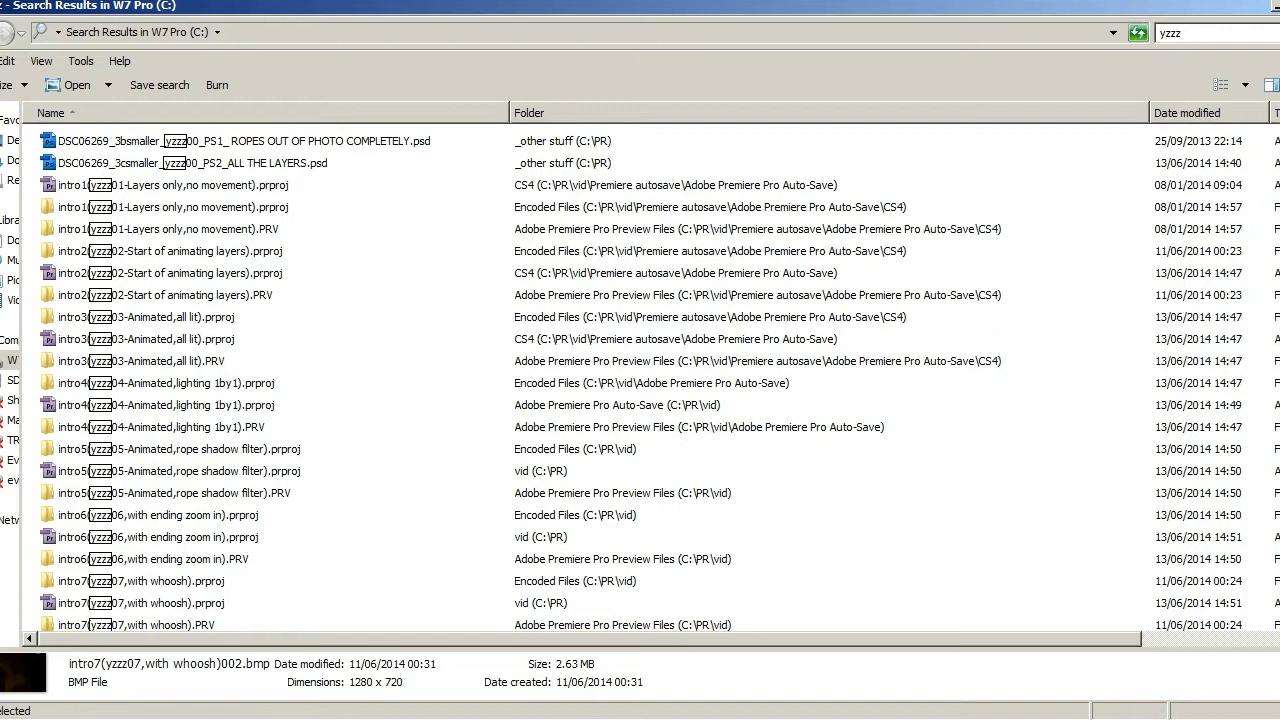 - Search Results in W7 Pro (C:)
Search Results in W7 Pro (C:)
yzzz
Edit View Tools Help
Open Save search Burn
Name Folder Date modified
DSC06269_3bsmaller_yzzz00_PS1_ ROPES OUT OF PHOTO COMPLETELY.psd _other stuff (C:\PR) 25/09/2013 22:14
DSC06269_3csmaller_yzzz00_PS2_ALL THE LAYERS.psd _other stuff (C:\PR) 13/06/2014 14:40
intro1(yzzz01-Layers only,no movement).prproj CS4 (C:\PR\vid\Premiere autosave\Adobe Premiere Pro Auto-Save) 08/01/2014 09:04
intro1(yzzz01-Layers only,no movement).prproj Encoded Files (C:\PR\vid\Premiere autosave\Adobe Premiere Pro Auto-Save\CS4) 08/01/2014 14:57
intro1(yzzz01-Layers only,no movement).PRV Adobe Premiere Pro Preview Files (C:\PR\vid\Premiere autosave\Adobe Premiere Pro Auto-Save\CS4) 08/01/2014 14:57
intro2(yzzz02-Start of animating layers).prproj Encoded Files (C:\PR\vid\Premiere autosave\Adobe Premiere Pro Auto-Save\CS4) 11/06/2014 00:23
intro2(yzzz02-Start of animating layers).prproj CS4 (C:\PR\vid\Premiere autosave\Adobe Premiere Pro Auto-Save) 13/06/2014 14:47
intro2(yzzz02-Start of animating layers).PRV Adobe Premiere Pro Preview Files (C:\PR\vid\Premiere autosave\Adobe Premiere Pro Auto-Save\CS4) 11/06/2014 00:23
intro3(yzzz03-Animated,all lit).prproj Encoded Files (C:\PR\vid\Premiere autosave\Adobe Premiere Pro Auto-Save\CS4) 13/06/2014 14:47
intro3(yzzz03-Animated,all lit).prproj CS4 (C:\PR\vid\Premiere autosave\Adobe Premiere Pro Auto-Save) 13/06/2014 14:47
intro3(yzzz03-Animated,all lit).PRV Adobe Premiere Pro Preview Files (C:\PR\vid\Premiere autosave\Adobe Premiere Pro Auto-Save\CS4) 13/06/2014 14:47
intro4(yzzz04-Animated,lighting 1by1).prproj Encoded Files (C:\PR\vid\Adobe Premiere Pro Auto-Save) 13/06/2014 14:47
intro4(yzzz04-Animated,lighting 1by1).prproj Adobe Premiere Pro Auto-Save (C:\PR\vid) 13/06/2014 14:49
intro4(yzzz04-Animated,lighting 1by1).PRV Adobe Premiere Pro Preview Files (C:\PR\vid\Adobe Premiere Pro Auto-Save) 13/06/2014 14:47
intro5(yzzz05-Animated,rope shadow filter).prproj Encoded Files (C:\PR\vid) 13/06/2014 14:50
intro5(yzzz05-Animated,rope shadow filter).prproj vid (C:\PR) 13/06/2014 14:50
intro5(yzzz05-Animated,rope shadow filter).PRV Adobe Premiere Pro Preview Files (C:\PR\vid) 13/06/2014 14:50
intro6(yzzz06,with ending zoom in).prproj Encoded Files (C:\PR\vid) 13/06/2014 14:50
intro6(yzzz06,with ending zoom in).prproj vid (C:\PR) 13/06/2014 14:51
intro6(yzzz06,with ending zoom in).PRV Adobe Premiere Pro Preview Files (C:\PR\vid) 13/06/2014 14:50
intro7(yzzz07,with whoosh).prproj Encoded Files (C:\PR\vid) 11/06/2014 00:24
intro7(yzzz07,with whoosh).prproj vid (C:\PR) 13/06/2014 14:51
intro7(yzzz07,with whoosh).PRV Adobe Premiere Pro Preview Files (C:\PR\vid) 11/06/2014 00:24
intro7(yzzz07,with whoosh)002.bmp Date modified: 11/06/2014 00:31 Size: 2.63 MB
BMP File Dimensions: 1280 x 720 Date created: 11/06/2014 00:31
elected